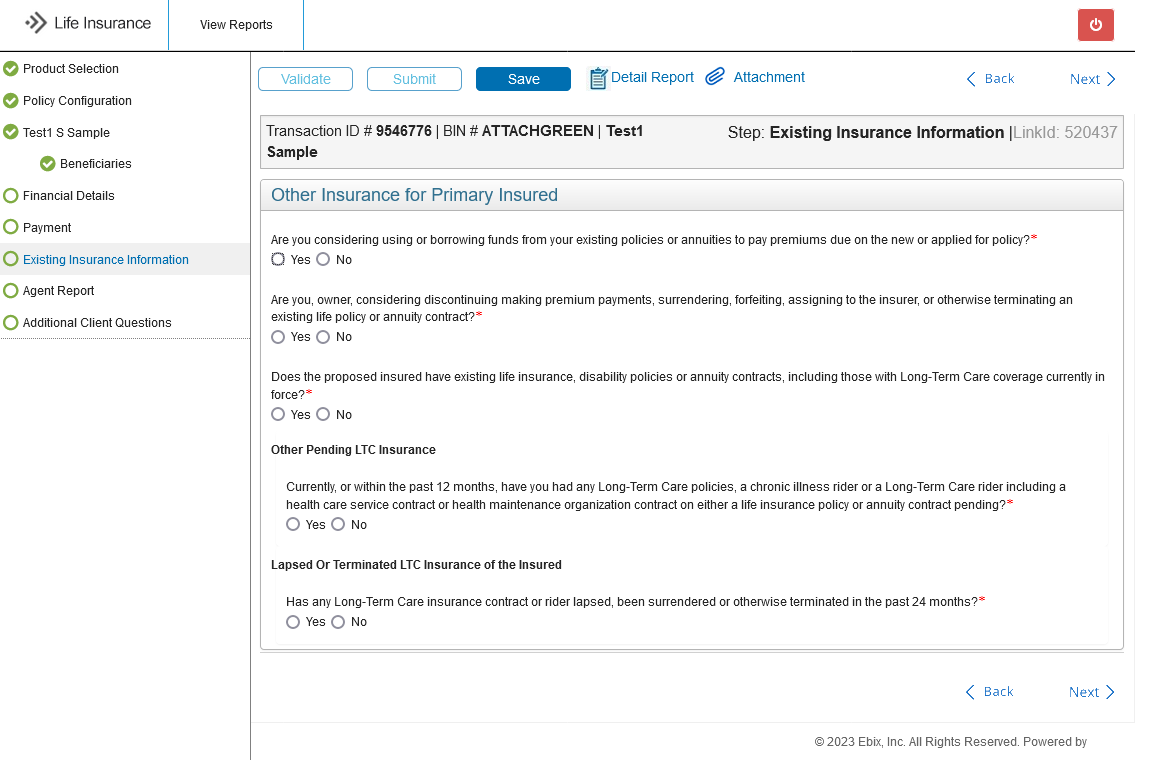 Life Insurance
View Reports
Product Selection
Policy Configuration
Test1 S Sample
Beneficiaries
Financial Details
Payment
Existing Insurance Information
Agent Report
Additional Client Questions
Validate
Submit
Save
Detail Report
Attachment
Back
Next
Transaction ID # 9546776 | BIN # ATTACHGREEN | Test1
Sample
Step: Existing Insurance Information |LinkId: 520437
Other Insurance for Primary Insured
Are you considering using or borrowing funds from your existing policies or annuities to pay premiums due on the new or applied for policy?*
Yes No
Are you, owner, considering discontinuing making premium payments, surrendering, forfeiting, assigning to the insurer, or otherwise terminating an
existing life policy or annuity contract?*
Yes No
Does the proposed insured have existing life insurance, disability policies or annuity contracts, including those with Long-Term Care coverage currently in
force?*
Yes No
Other Pending LTC Insurance
Currently, or within the past 12 months, have you had any Long-Term Care policies, a chronic illness rider or a Long-Term Care rider including a
health care service contract or health maintenance organization contract on either a life insurance policy or annuity contract pending?*
Yes No
Lapsed Or Terminated LTC Insurance of the Insured
Has any Long-Term Care insurance contract or rider lapsed, been surrendered or otherwise terminated in the past 24 months?*
Yes No
Back
Next
© 2023 Ebix, Inc. All Rights Reserved. Powered by